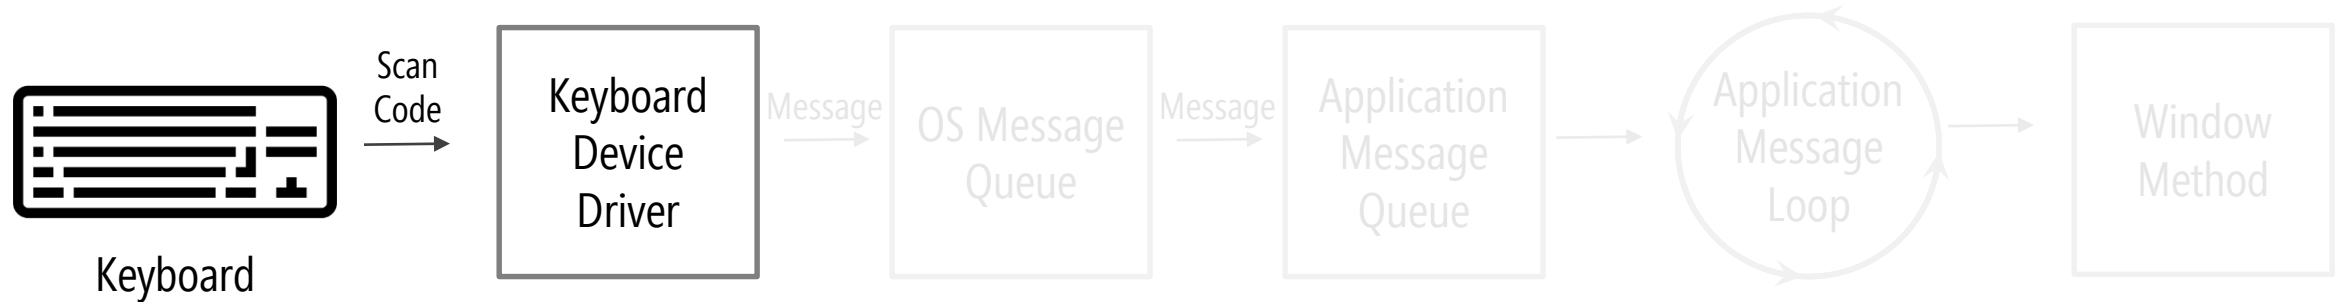 Keyboard
Scan
Code
Keyboard
Device
Driver
Message
OS Message
Queue
Message
Application
Message
Queue
Application
Message
Loop
Window
Method